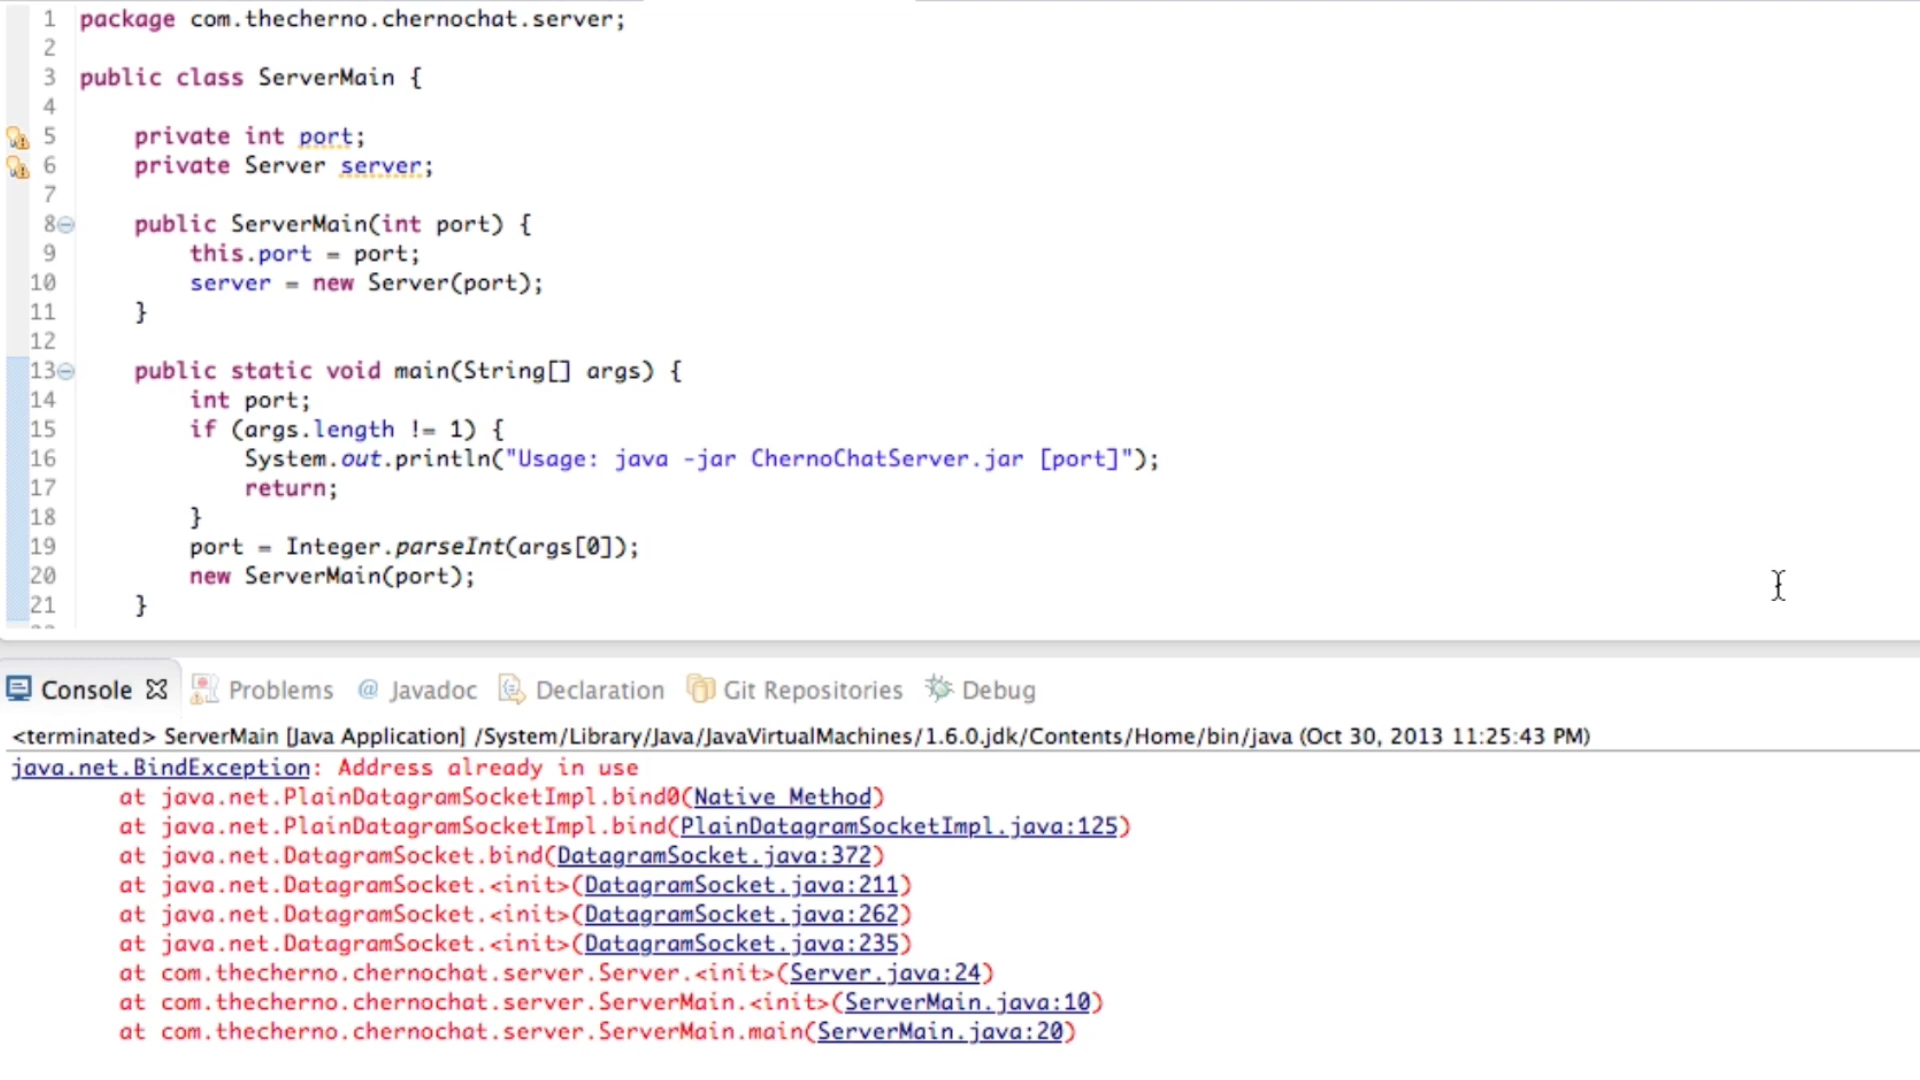 1 package com.thecherno.chernochat.server;
2
3 public class ServerMain {
4
5 private int port;
6 private Server server;
7
8 public ServerMain(int port) {
9 this.port = port;
10 server = new Server(port);
11 }
12
13 public static void main(String[] args) {
14 int port;
15 if (args.length != 1) {
16 System.out.println("Usage: java -jar ChernoChatServer.jar [port]");
17 return;
18 }
19 port = Integer.parseInt(args[0]);
20 new ServerMain(port);
21 }
Console Problems @ Javadoc Declaration Git Repositories Debug
<terminated> ServerMain [Java Application] /System/Library/Java/JavaVirtualMachines/1.6.0.jdk/Contents/Home/bin/java (Oct 30, 2013 11:25:43 PM)
java.net.BindException: Address already in use
at java.net.PlainDatagramSocketImpl.bind0(Native Method)
at java.net.PlainDatagramSocketImpl.bind(PlainDatagramSocketImpl.java:125)
at java.net.DatagramSocket.bind(DatagramSocket.java:372)
at java.net.DatagramSocket.<init>(DatagramSocket.java:211)
at java.net.DatagramSocket.<init>(DatagramSocket.java:262)
at java.net.DatagramSocket.<init>(DatagramSocket.java:235)
at com.thecherno.chernochat.server.Server.<init>(Server.java:24)
at com.thecherno.chernochat.server.ServerMain.<init>(ServerMain.java:10)
at com.thecherno.chernochat.server.ServerMain.main(ServerMain.java:20)